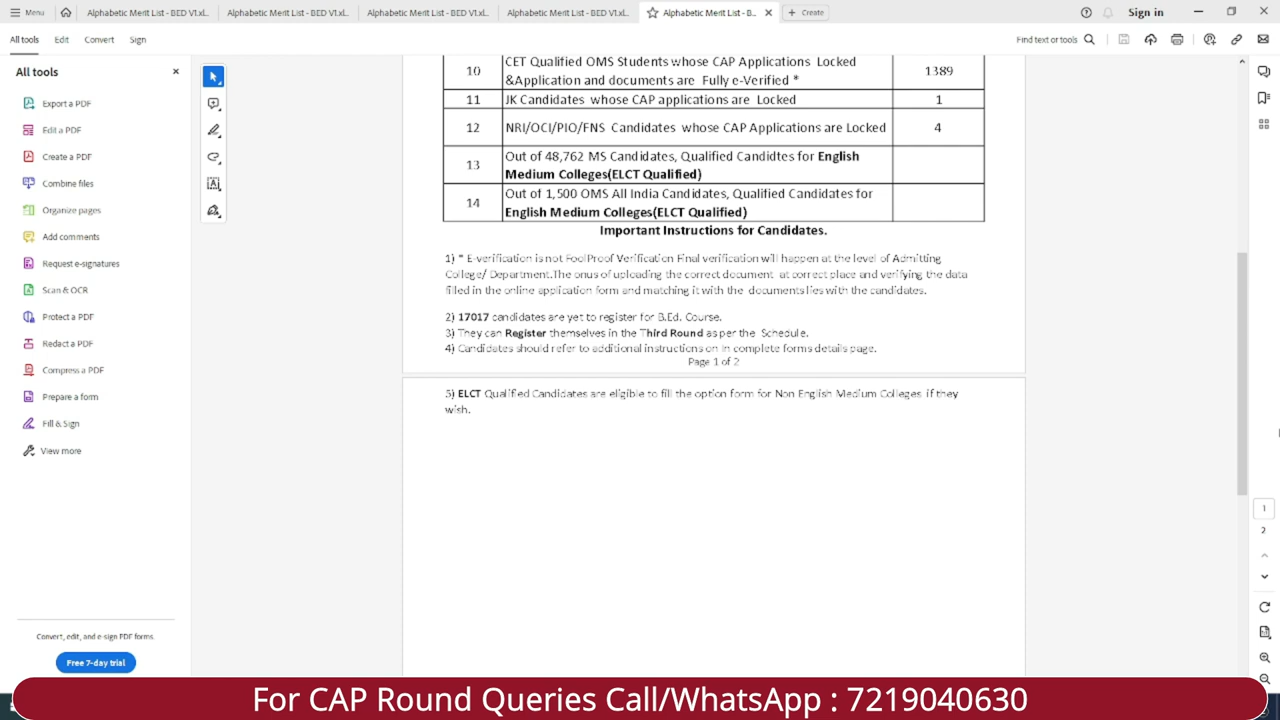 Menu
Alphabetic Merit List - BED V1.xl..
Alphabetic Merit List - BED V1.xl..
Alphabetic Merit List - BED V1.xl..
Alphabetic Merit List - BED V1.xl..
Alphabetic Merit List - B...
Create
Sign in
All tools
Edit
Convert
Sign
Find text or tools
All tools
Export a PDF
Edit a PDF
Create a PDF
Combine files
Organize pages
Add comments
Request e-signatures
Scan & OCR
Protect a PDF
Redact a PDF
Compress a PDF
Prepare a form
Fill & Sign
View more
Convert, edit, and e-sign PDF forms.
Free 7-day trial
10 CET Qualified OMS Students whose CAP Applications Locked 1389
&Application and documents are Fully e-Verified *
11 JK Candidates whose CAP applications are Locked 1
12 NRI/OCI/PIO/FNS Candidates whose CAP Applications are Locked 4
13 Out of 48,762 MS Candidates, Qualified Candidtes for English
Medium Colleges(ELCT Qualified)
14 Out of 1,500 OMS All India Candidates, Qualified Candidates for
English Medium Colleges(ELCT Qualified)
Important Instructions for Candidates.
1) * E-verification is not FoolProof Verification Final verification will happen at the level of Admitting
College/ Department.The onus of uploading the correct document at correct place and verifying the data
filled in the online application form and matching it with the documents lies with the candidates.
2) 17017 candidates are yet to register for B.Ed. Course.
3) They can Register themselves in the Third Round as per the Schedule.
4) Candidates should refer to additional instructions on in complete forms details page.
Page 1 of 2
5) ELCT Qualified Candidates are eligible to fill the option form for Non English Medium Colleges if they
wish.
1
2
For CAP Round Queries Call/WhatsApp : 7219040630